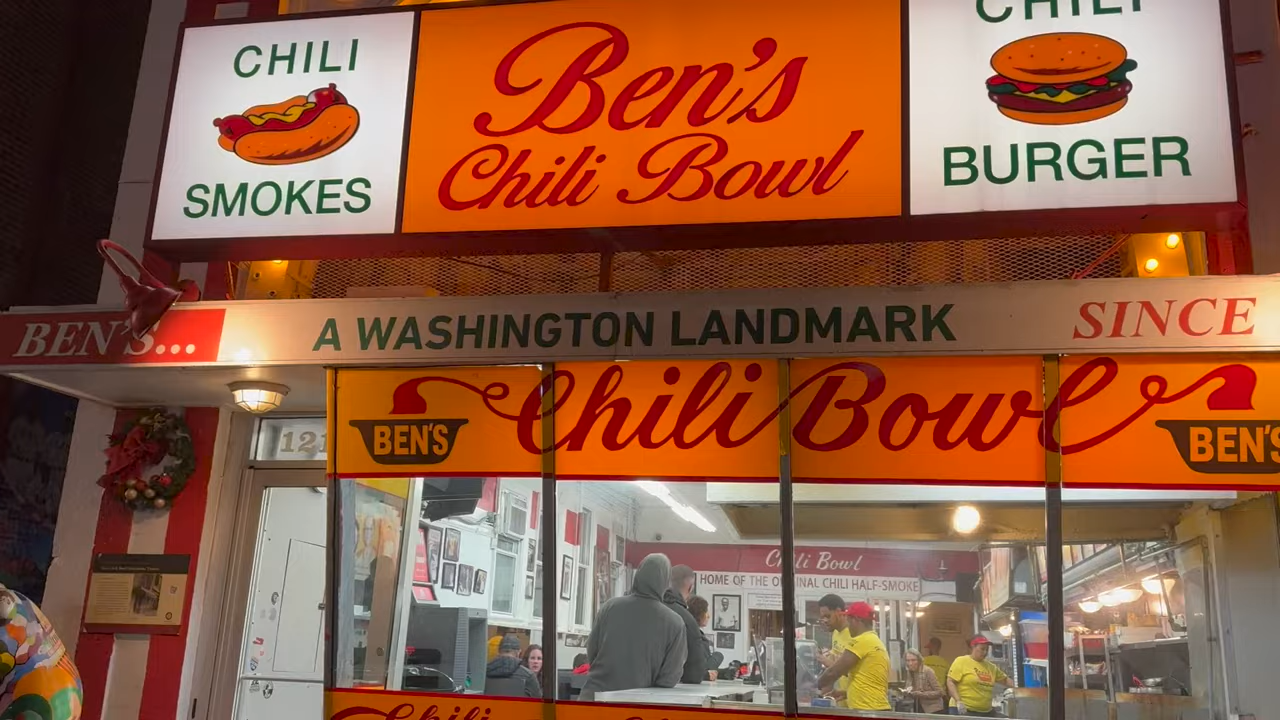 CHILI
SMOKES
Ben's
Chili Bowl
CHILI
BURGER
BEN'S...
A WASHINGTON LANDMARK
SINCE
121
BEN'S
Chili Bowl
BEN'S
Chili Bowl
HOME OF THE ORIGINAL CHILI HALF-SMOKE
Chili